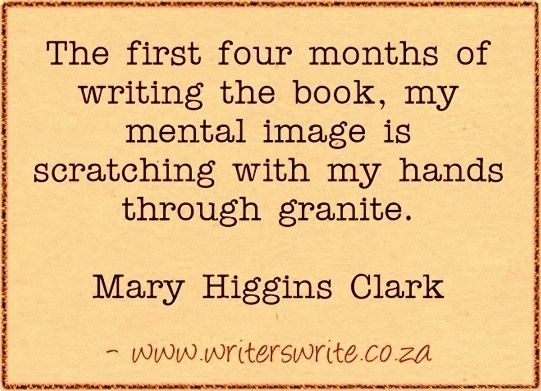 The first four months of
writing the book, my
mental image is
scratching with my hands
through granite.
Mary Higgins Clark
- www.writerswrite.co.za